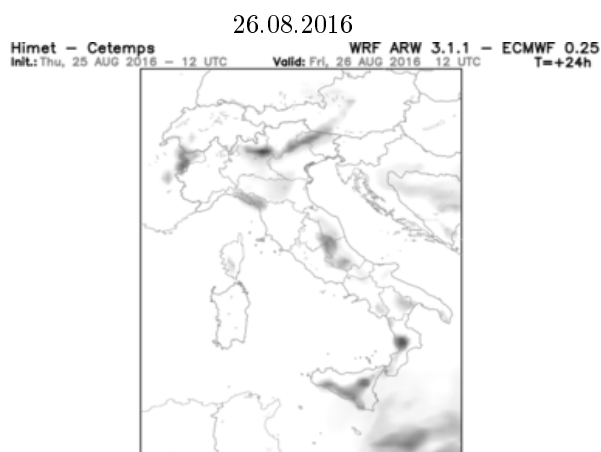 26.08.2016
Himet - Cetemps WRF ARW 3.1.1 - ECMWF 0.25
Init.: Thu, 25 AUG 2016 - 12 UTC Valid: Fri, 26 AUG 2016 12 UTC T=+24h